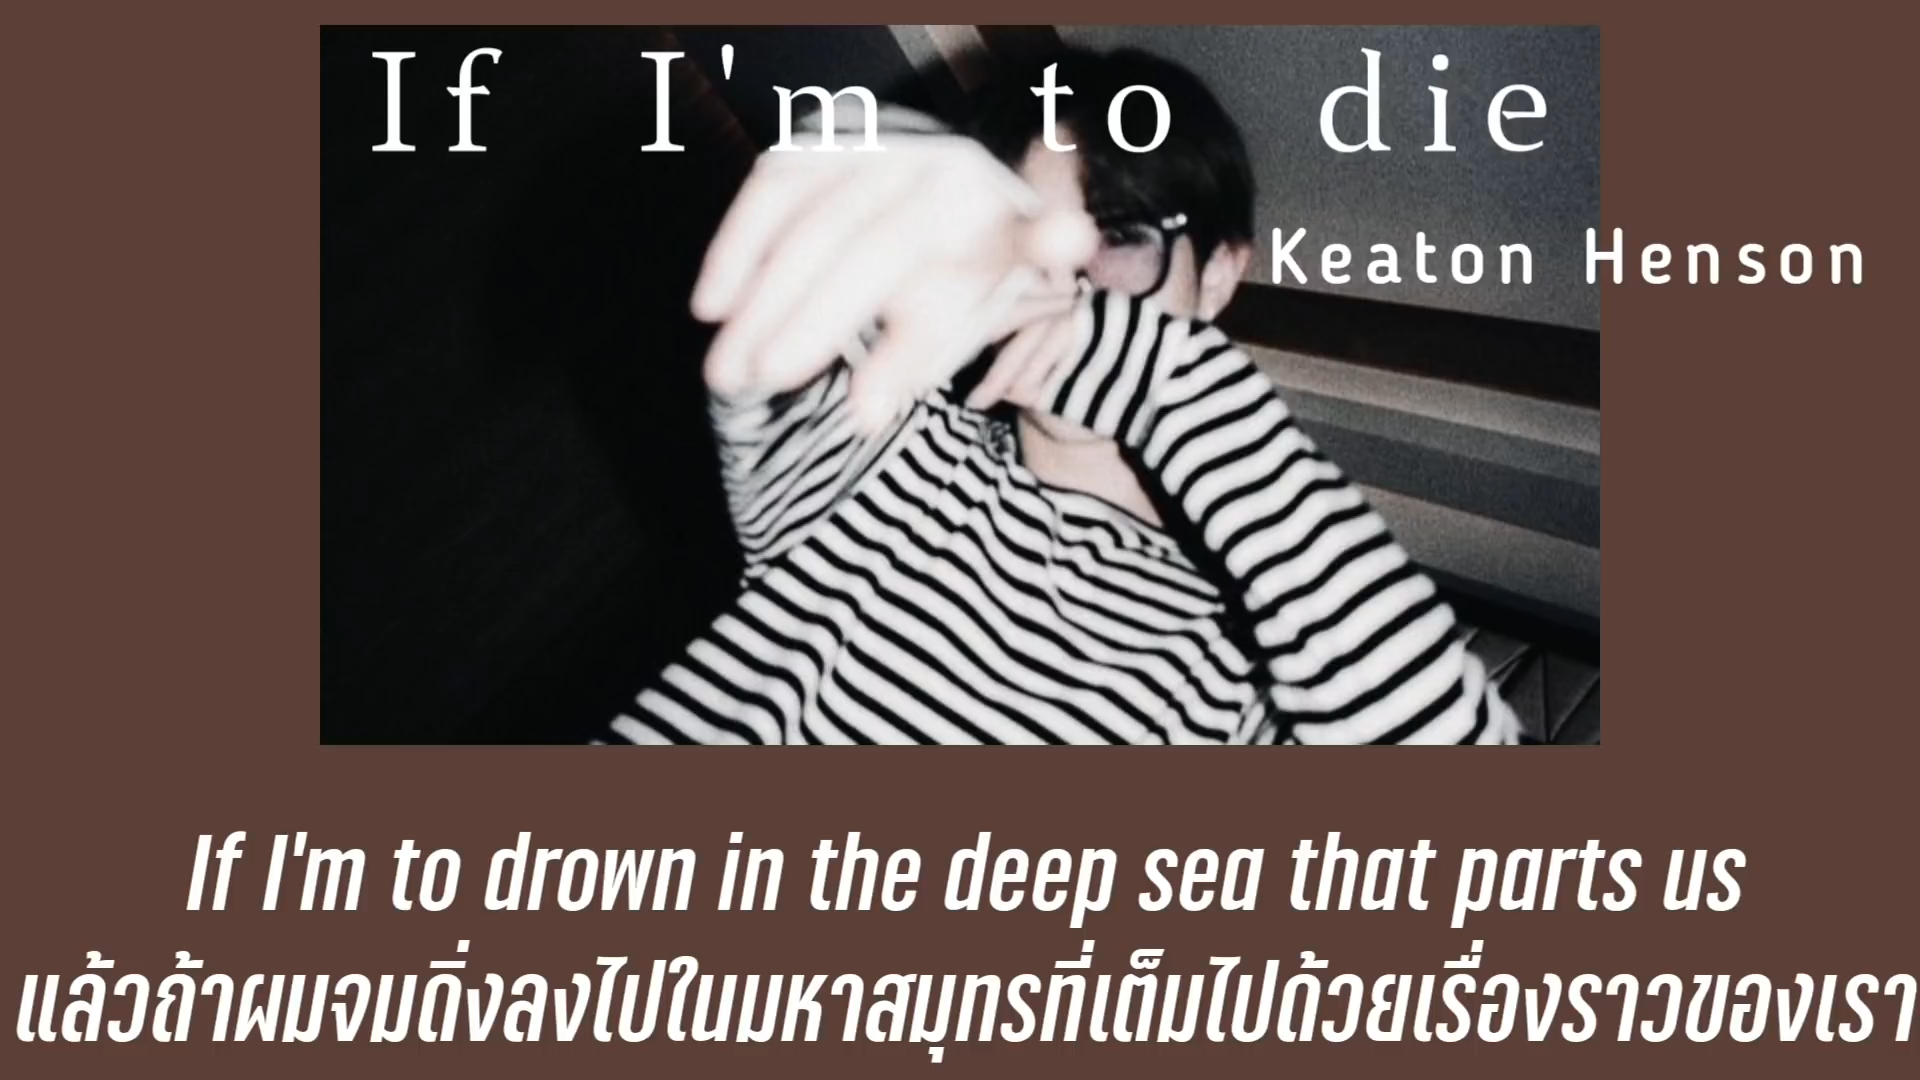 If I'm to die
Keaton Henson
If I'm to drown in the deep sea that parts us
แล้วถ้าผมจมดิ่งลงไปในมหาสมุทรที่เต็มไปด้วยเรื่องราวของเรา